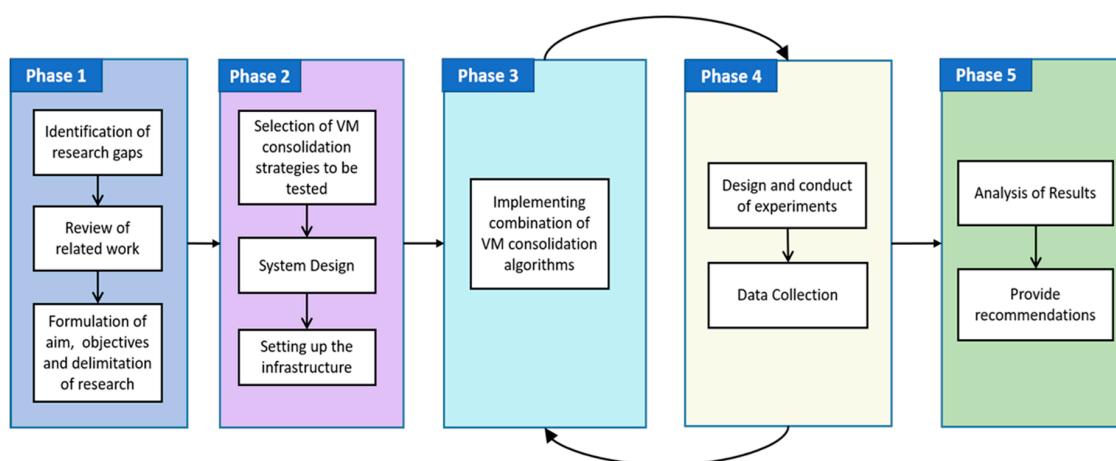 Phase 1
Identification of
research gaps
Review of
related work
Formulation of
aim, objectives
and delimitation
of research
Phase 2
Selection of VM
consolidation
strategies to be
tested
System Design
Setting up the
infrastructure
Phase 3
Implementing
combination of
VM consolidation
algorithms
Phase 4
Design and conduct
of experiments
Data Collection
Phase 5
Analysis of Results
Provide
recommendations